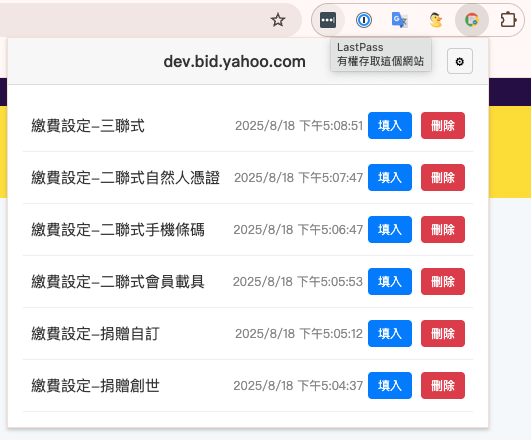 LastPass
有權存取這個網站
dev.bid.yahoo.com
繳費設定–三聯式 2025/8/18 下午5:08:51 填入 刪除
繳費設定–二聯式自然人憑證 2025/8/18 下午5:07:47 填入 刪除
繳費設定–二聯式手機條碼 2025/8/18 下午5:06:47 填入 刪除
繳費設定–二聯式會員載具 2025/8/18 下午5:05:53 填入 刪除
繳費設定–捐贈自訂 2025/8/18 下午5:05:12 填入 刪除
繳費設定–捐贈創世 2025/8/18 下午5:04:37 填入 刪除